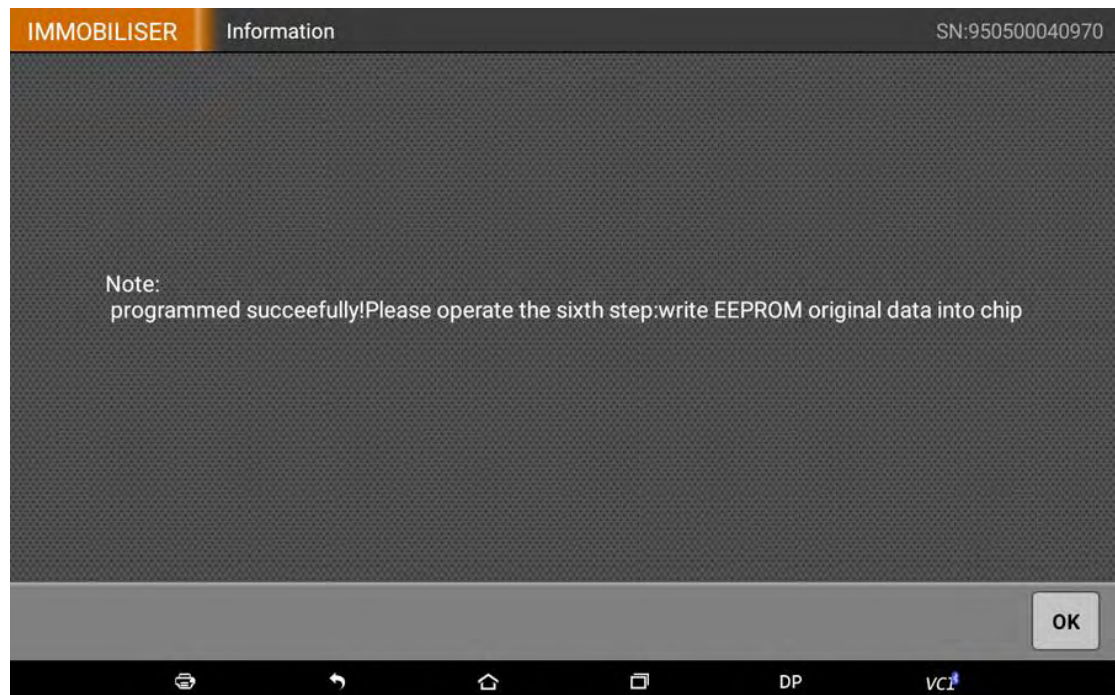 IMMOBILISER
Information
SN:950500040970
Note:
programmed succeefully!Please operate the sixth step:write EEPROM original data into chip
OK
DP
VCI